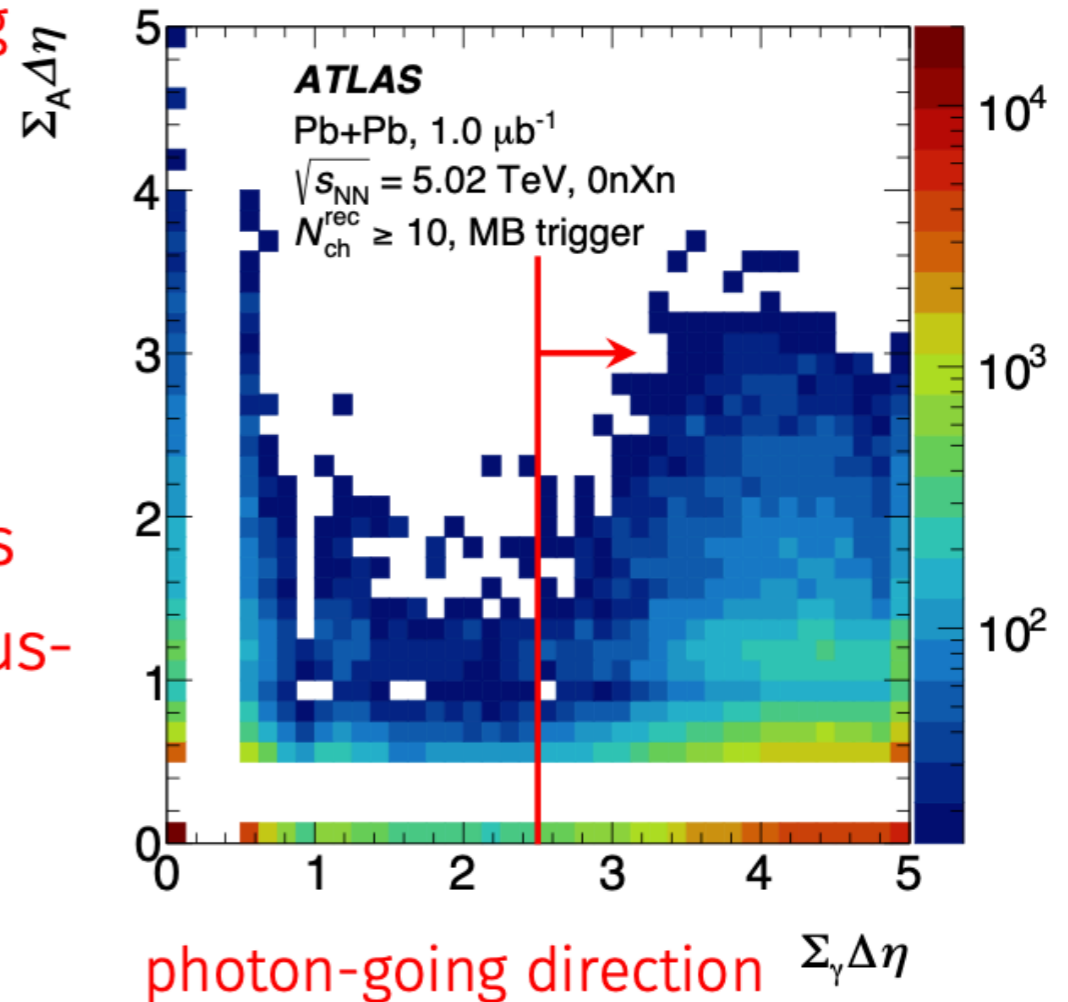 g
Σ_A Δη
5
4
3
2
1
0
ATLAS
Pb+Pb, 1.0 μb⁻¹
√s_NN = 5.02 TeV, 0nXn
N_ch^rec ≥ 10, MB trigger
10⁴
10³
10²
s
us-
0 1 2 3 4 5
photon-going direction Σ_γ Δη